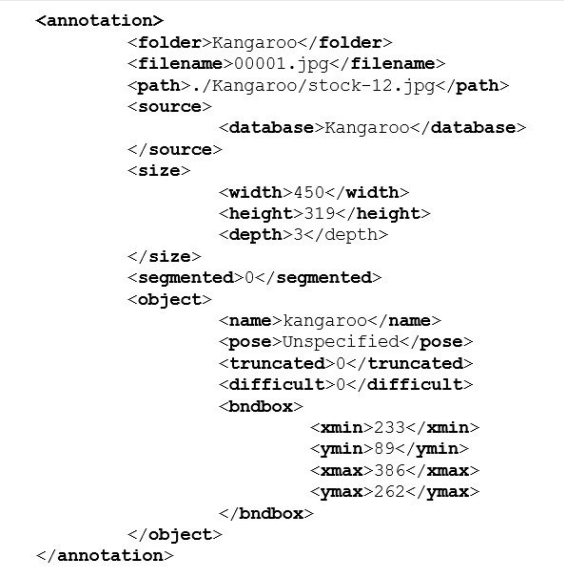 <annotation>
<folder>Kangaroo</folder>
<filename>00001.jpg</filename>
<path>./Kangaroo/stock-12.jpg</path>
<source>
<database>Kangaroo</database>
</source>
<size>
<width>450</width>
<height>319</height>
<depth>3</depth>
</size>
<segmented>0</segmented>
<object>
<name>kangaroo</name>
<pose>Unspecified</pose>
<truncated>0</truncated>
<difficult>0</difficult>
<bndbox>
<xmin>233</xmin>
<ymin>89</ymin>
<xmax>386</xmax>
<ymax>262</ymax>
</bndbox>
</object>
</annotation>